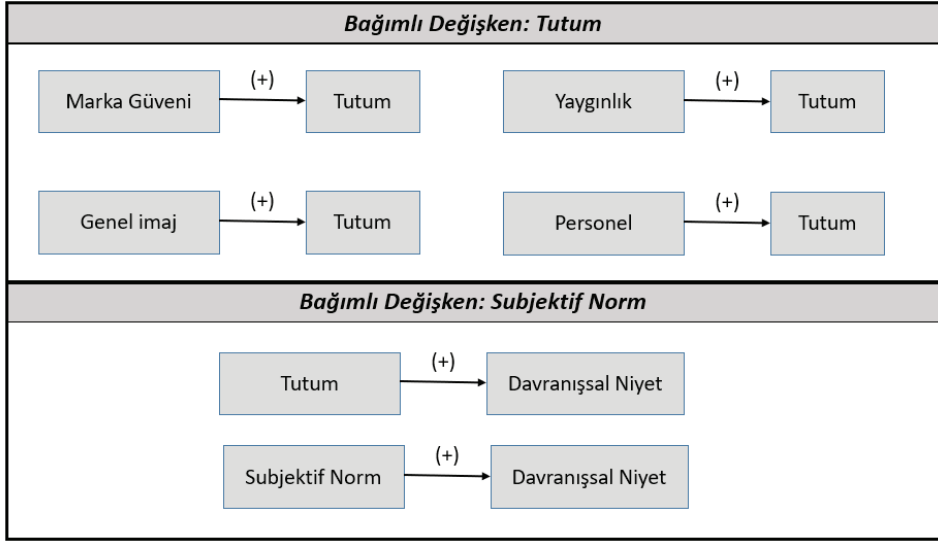 Bağımlı Değişken: Tutum
(+) (+)
Marka Güveni Tutum Yaygınlık Tutum
(+) (+)
Genel imaj Tutum Personel Tutum
Bağımlı Değişken: Subjektif Norm
(+)
Tutum Davranışsal Niyet
(+)
Subjektif Norm Davranışsal Niyet